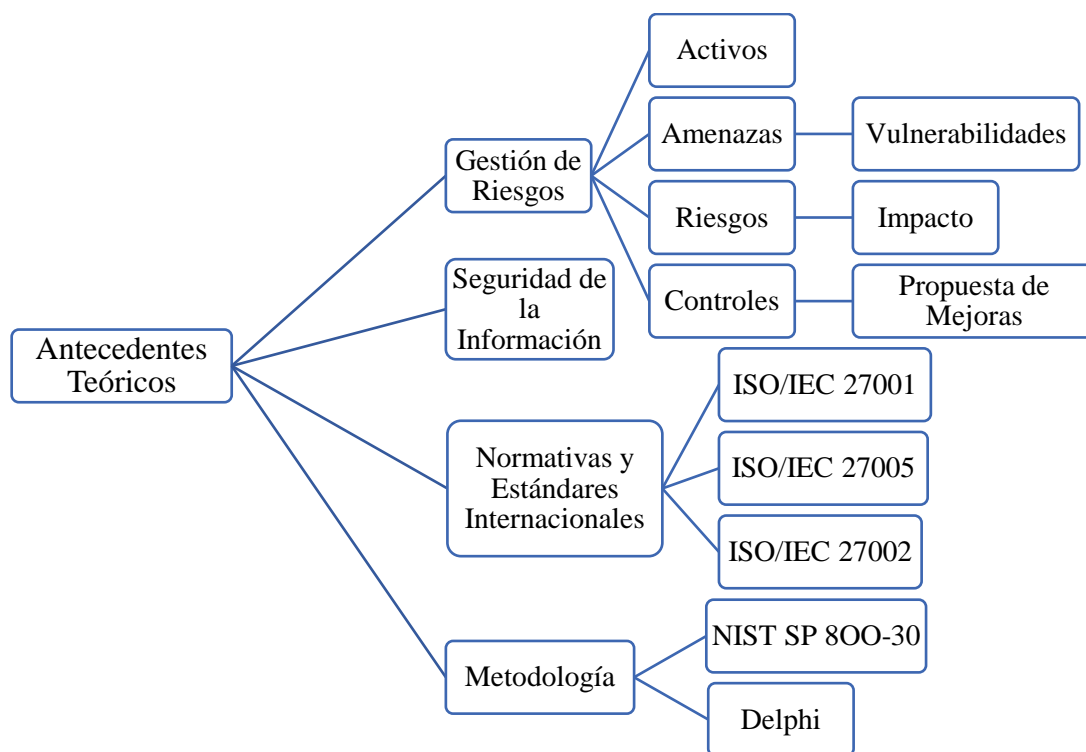 Antecedentes
Teóricos
Gestión de
Riesgos
Activos
Amenazas
Vulnerabilidades
Riesgos
Impacto
Controles
Propuesta de
Mejoras
Seguridad de
la
Información
Normativas y
Estándares
Internacionales
ISO/IEC 27001
ISO/IEC 27005
ISO/IEC 27002
Metodología
NIST SP 8OO-30
Delphi